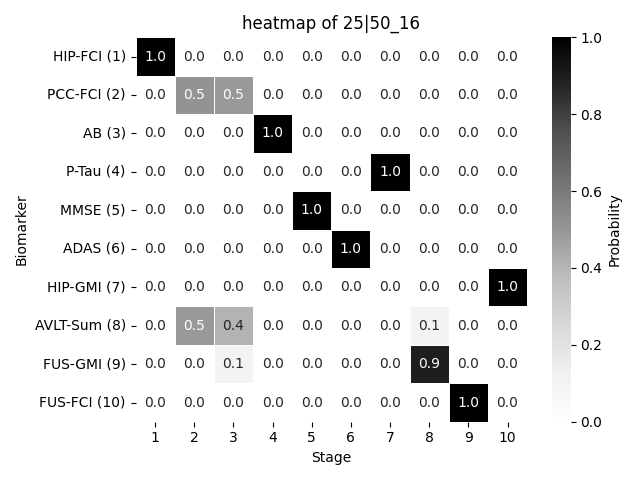 heatmap of 25|50_16
HIP-FCI (1) 1.0 0.0 0.0 0.0 0.0 0.0 0.0 0.0 0.0 0.0
PCC-FCI (2) 0.0 0.5 0.5 0.0 0.0 0.0 0.0 0.0 0.0 0.0
AB (3) 0.0 0.0 0.0 1.0 0.0 0.0 0.0 0.0 0.0 0.0
P-Tau (4) 0.0 0.0 0.0 0.0 0.0 0.0 1.0 0.0 0.0 0.0
MMSE (5) 0.0 0.0 0.0 0.0 1.0 0.0 0.0 0.0 0.0 0.0
ADAS (6) 0.0 0.0 0.0 0.0 0.0 1.0 0.0 0.0 0.0 0.0
HIP-GMI (7) 0.0 0.0 0.0 0.0 0.0 0.0 0.0 0.0 0.0 1.0
AVLT-Sum (8) 0.0 0.5 0.4 0.0 0.0 0.0 0.0 0.1 0.0 0.0
FUS-GMI (9) 0.0 0.0 0.1 0.0 0.0 0.0 0.0 0.9 0.0 0.0
FUS-FCI (10) 0.0 0.0 0.0 0.0 0.0 0.0 0.0 0.0 1.0 0.0
1 2 3 4 5 6 7 8 9 10
Stage
Biomarker
1.0
0.8
0.6
0.4
0.2
0.0
Probability